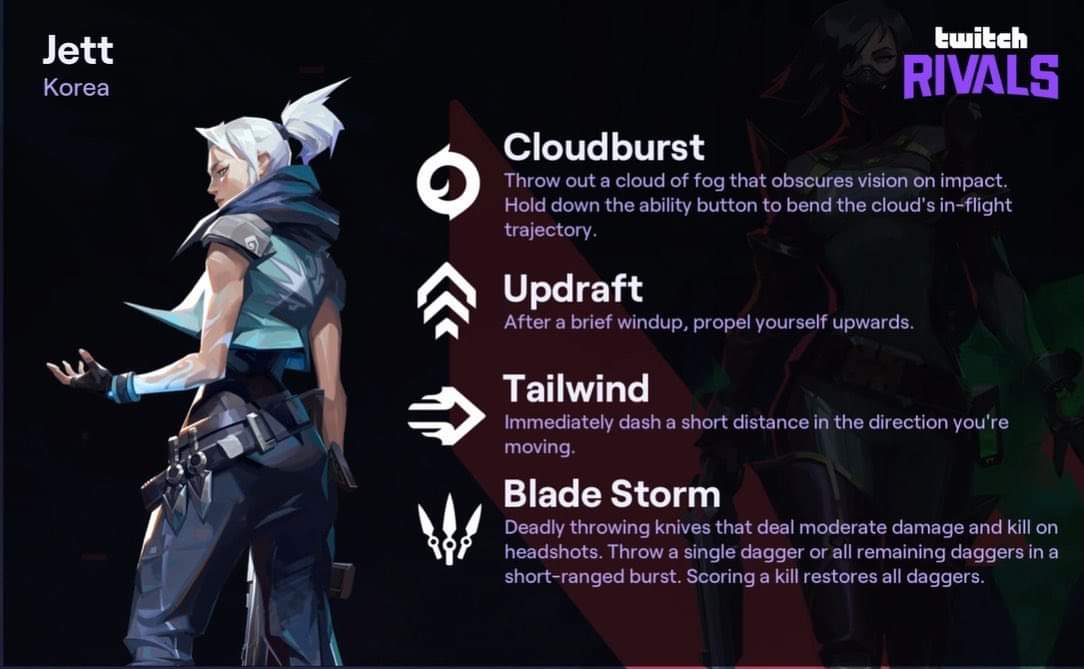 Jett
Korea
twitch
RIVALS
Cloudburst
Throw out a cloud of fog that obscures vision on impact.
Hold down the ability button to bend the cloud's in-flight
trajectory.
Updraft
After a brief windup, propel yourself upwards.
Tailwind
Immediately dash a short distance in the direction you're
moving.
Blade Storm
Deadly throwing knives that deal moderate damage and kill on
headshots. Throw a single dagger or all remaining daggers in a
short-ranged burst. Scoring a kill restores all daggers.